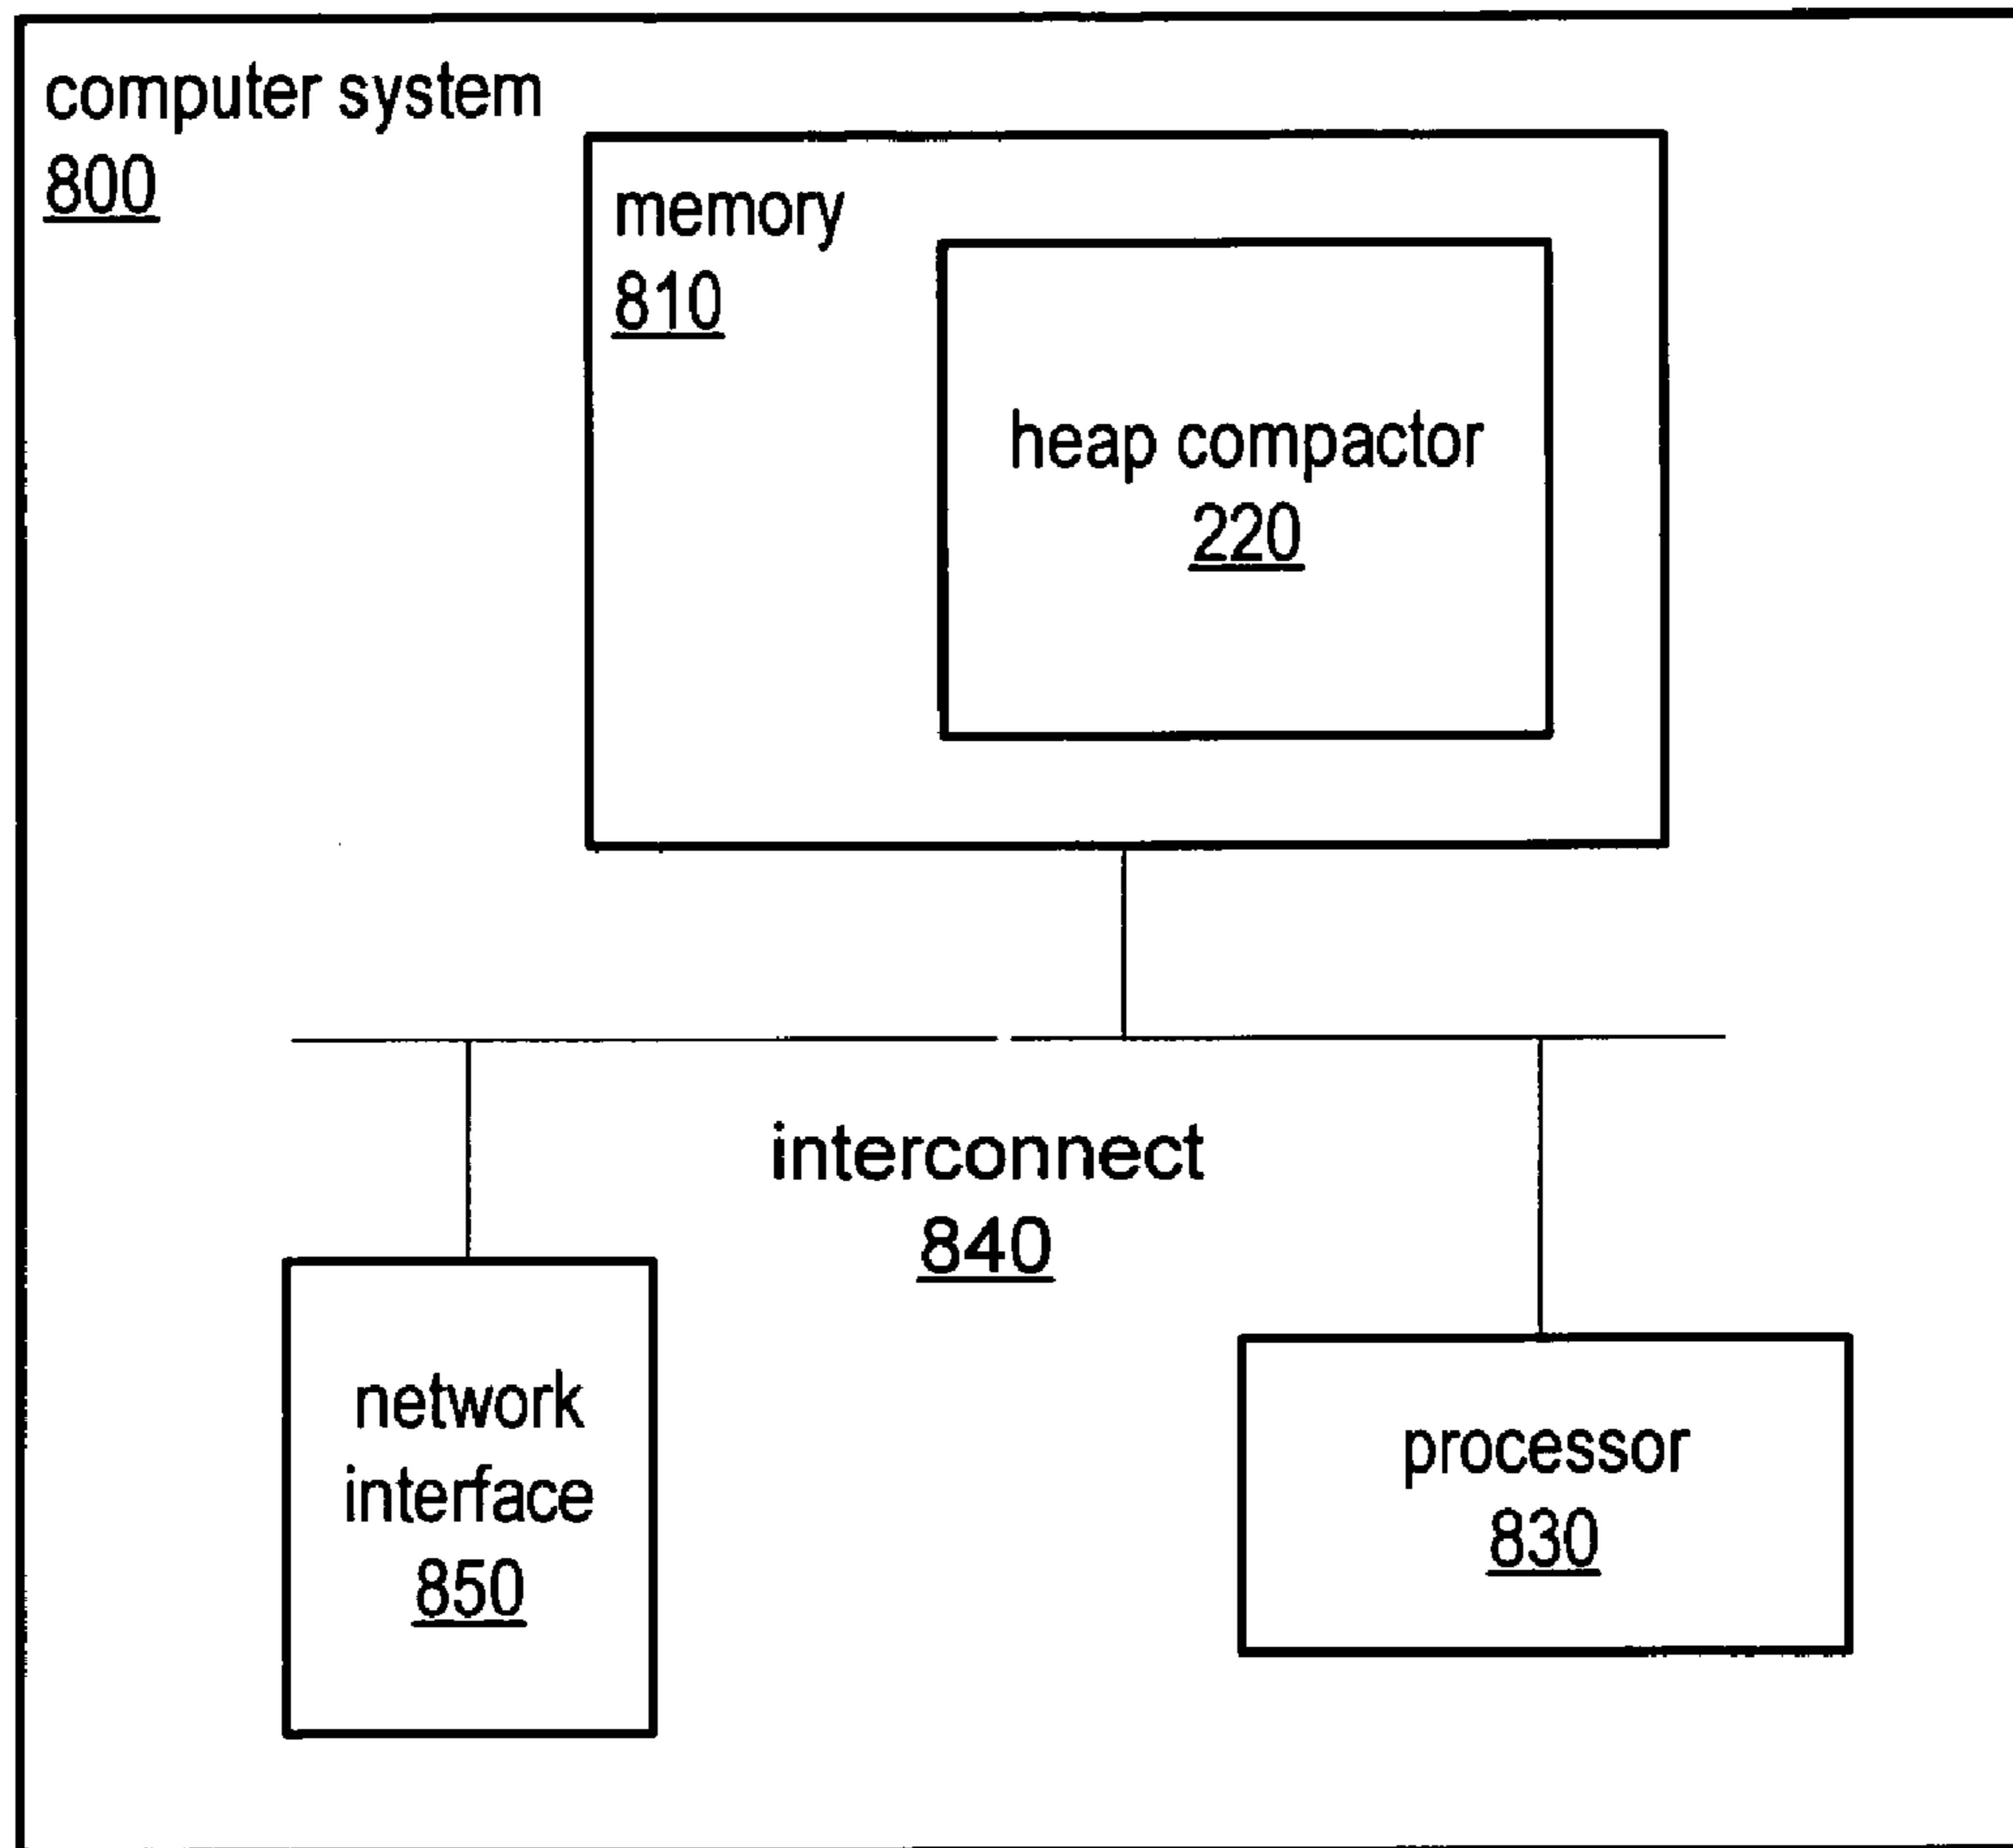 computer system
800
memory
810
heap compactor
220
interconnect
840
network
interface
850
processor
830